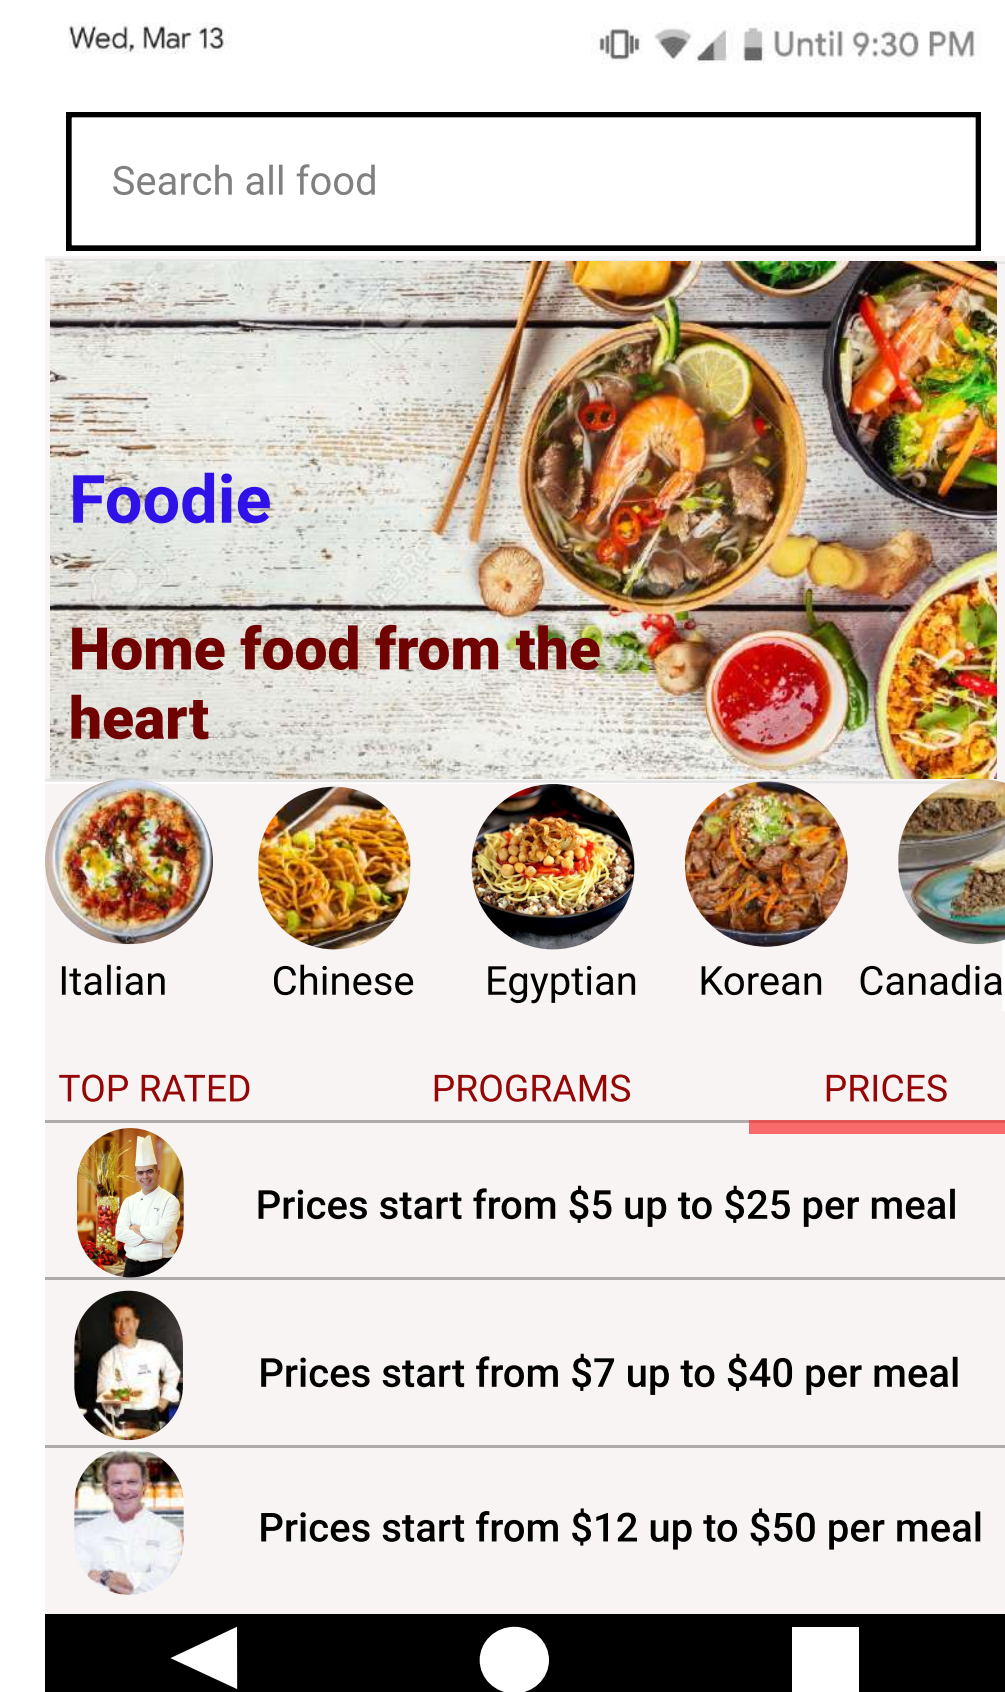 Wed, Mar 13
Until 9:30 PM
Search all food
Foodie
Home food from the
heart
Italian
Chinese
Egyptian
Korean
Canadia
TOP RATED
PROGRAMS
PRICES
Prices start from $5 up to $25 per meal
Prices start from $7 up to $40 per meal
Prices start from $12 up to $50 per meal